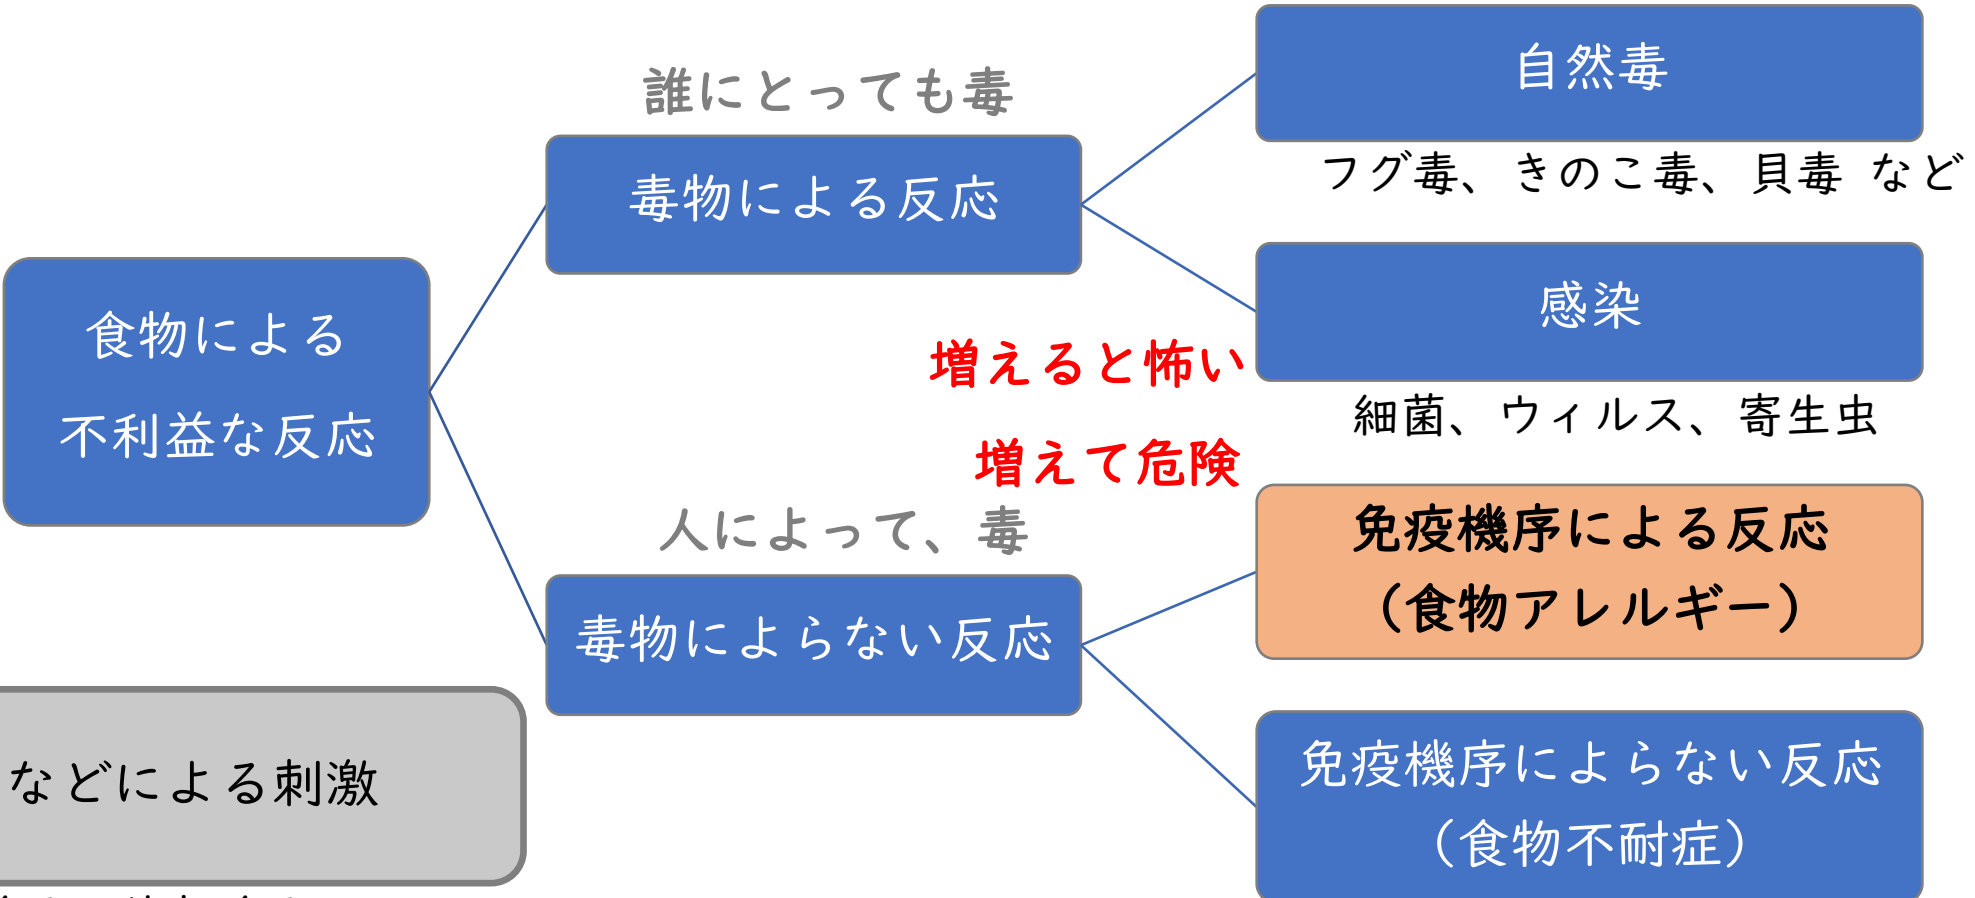 自然毒
誰にとっても毒
フグ毒、きのこ毒、貝毒 など
毒物による反応
感染
食物による
不利益な反応
増えると怖い
細菌、ウィルス、寄生虫
増えて危険
人によって、毒
免疫機序による反応
（食物アレルギー）
毒物によらない反応
などによる刺激
免疫機序によらない反応
（食物不耐症）